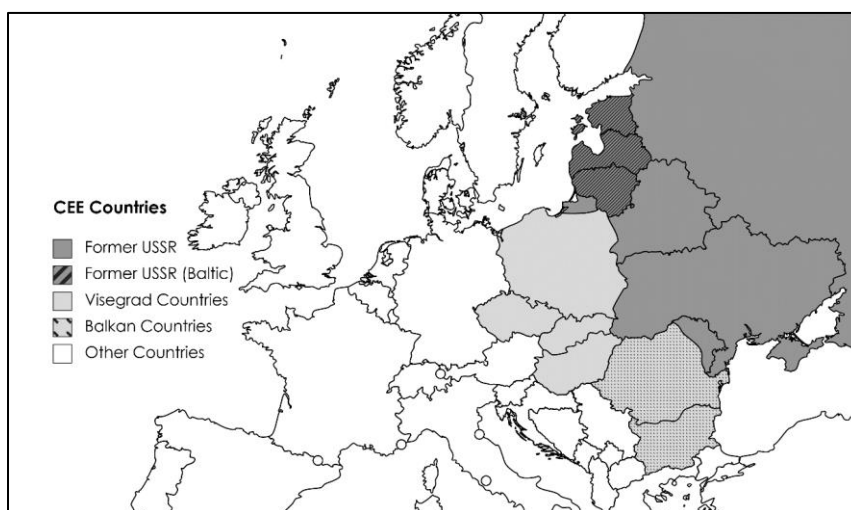 CEE Countries
Former USSR
Former USSR (Baltic)
Visegrad Countries
Balkan Countries
Other Countries